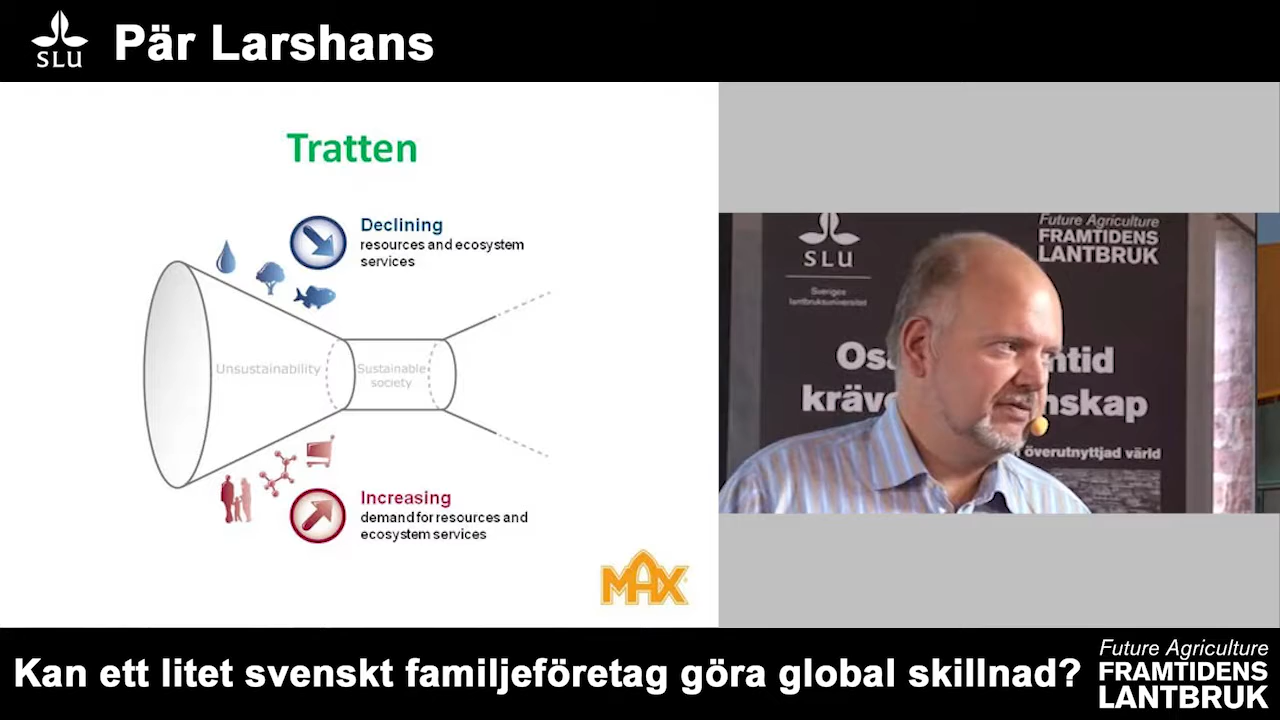 SLU
Pär Larshans
Tratten
Declining
resources and ecosystem
services
Unsustainability
Sustainable
society
Increasing
demand for resources and
ecosystem services
MAX
SLU
Sveriges
lantbruksuniversitet
Future Agriculture
FRAMTIDENS
LANTBRUK
överutnyttjad värld
Kan ett litet svenskt familjeföretag göra global skillnad?
Future Agriculture
FRAMTIDENS
LANTBRUK